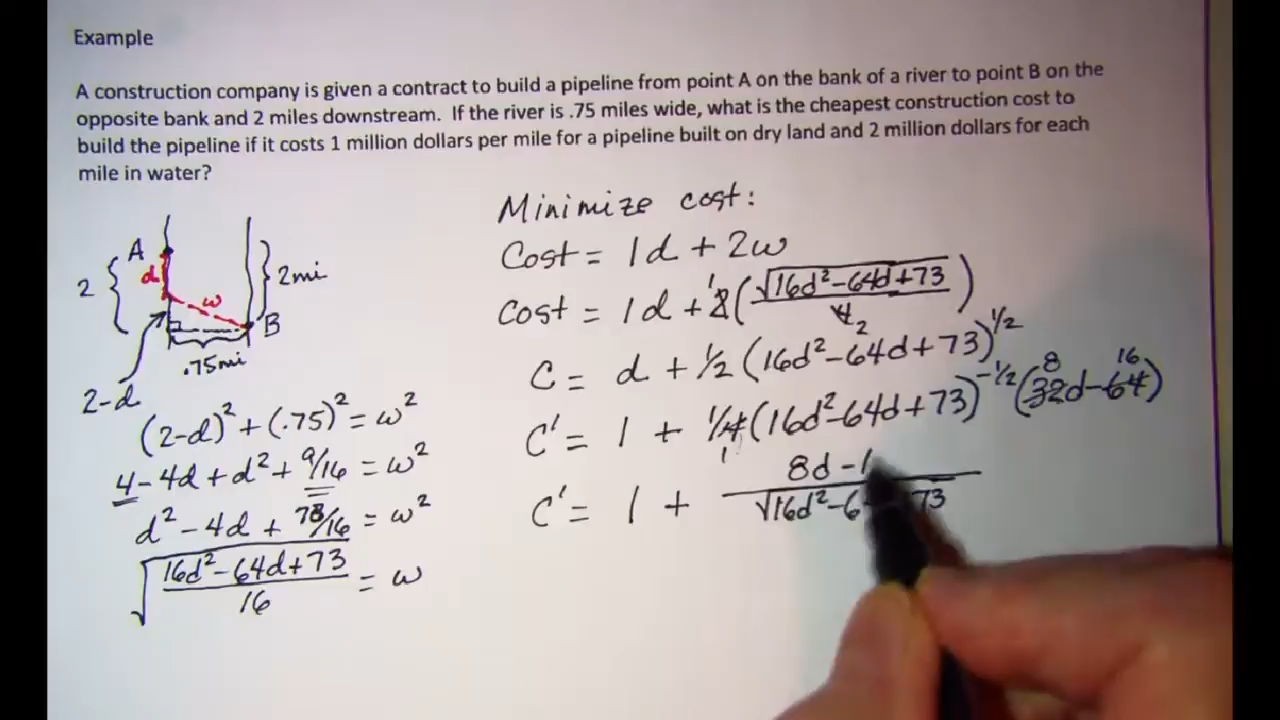 Example
A construction company is given a contract to build a pipeline from point A on the bank of a river to point B on the
opposite bank and 2 miles downstream. If the river is .75 miles wide, what is the cheapest construction cost to
build the pipeline if it costs 1 million dollars per mile for a pipeline built on dry land and 2 million dollars for each
mile in water?
A
d
2
2mi
w
B
.75mi
2-d
(2-d)² + (.75)² = w²
4 - 4d + d² + 9/16 = w²
d² - 4d + 73/16 = w²
√16d² - 64d + 73
16
= w
Minimize cost:
Cost = 1d + 2w
Cost = 1d + 2(√16d² - 64d + 73 / 4)
1
2
C = d + 1/2 (16d² - 64d + 73)^1/2
8 16
C' = 1 + 1/4 (16d² - 64d + 73)^-1/2 (32d - 64)
1
8d - 1
C' = 1 +
√16d² - 6 73